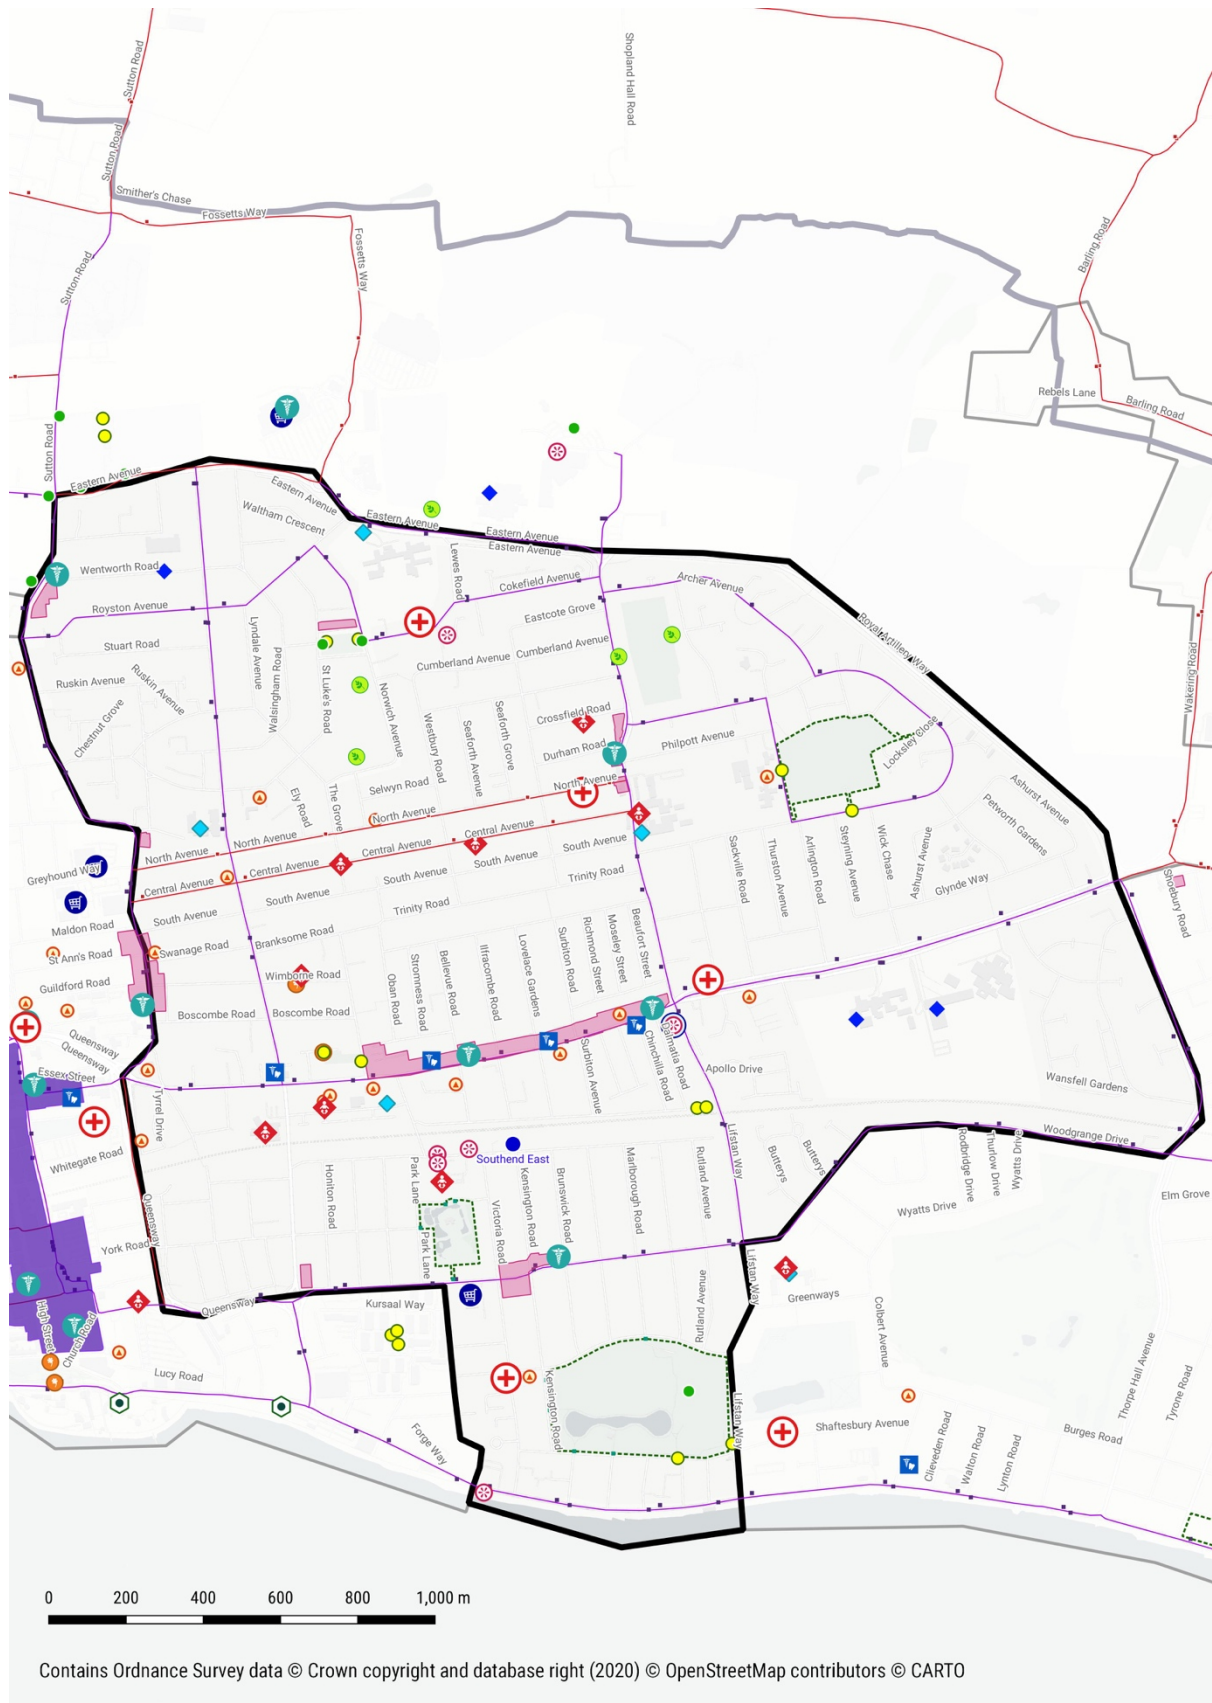 Shopland Hall Road
Sutton Road
Sutton Road
Smither's Chase
Fossetts Way
Fossetts Way
Sutton-Road
Barling Road
Rebels Lane
Barling Road
Sutton Road
Eastern Avenue
Eastern Avenue
Waltham Crescent
Eastern Avenue
Eastern Avenue
Eastern Avenue
Wentworth Road
Lewes Road
Cokefield Avenue
Archer Avenue
Royston Avenue
Eastcote Grove
Royal Artillery Way
Stuart Road
Lyndale Avenue
Walsingham Road
St Luke's Road
Cumberland Avenue
Cumberland Avenue
Wakering Road
Ruskin Avenue
Ruskin Avenue
Norwich Avenue
Chestnut Grove
Westbury Road
Seaforth Avenue
Seaforth Grove
Crossfield Road
Durham Road
Philpott Avenue
Locksley Close
Selwyn Road
North Avenue
Ely Road
The Grove
Ashurst Avenue
Petworth Gardens
North Avenue
North Avenue
North Avenue
Central Avenue
Central Avenue
Central Avenue
Central Avenue
South Avenue
South Avenue
South Avenue
South Avenue
South Avenue
Sackville Road
Thurston Avenue
Arlington Road
Steyning Avenue
Wick Chase
Ashurst Avenue
Glynde Way
Greyhound Way
Trinity Road
Trinity Road
Shoebury Road
Maldon Road
Swanage Road
Branksome Road
St Ann's Road
Guildford Road
Wimborne Road
Oban Road
Stromness Road
Bellevue Road
Ilfracombe Road
Lovelace Gardens
Surbiton Road
Richmond Street
Moseley Street
Beaufort Street
Boscombe Road
Boscombe Road
Queensway
Queensway
Essex Street
Tyrrel Drive
Surbiton Avenue
Chinchilla Road
Dalmatia Road
Apollo Drive
Wansfell Gardens
Whitegate Road
Southend East
Lifstan Way
Butterys
Butterys
Woodgrange Drive
Rodbridge Drive
Thurlow Drive
Wyatts Drive
Honiton Road
Park Lane
Park Lane
Victoria Road
Kensington Road
Brunswick Road
Marlborough Road
Rutland Avenue
Wyatts Drive
Elm Grove
Queensway
York Road
Queensway
Kursaal Way
Lifstan Way
Greenways
Rutland Avenue
Colbert Avenue
High Street
Church Road
Lucy Road
Thorpe Hall Avenue
Tyrone Road
Kensington Road
Lifstan Way
Forge Way
Shaftesbury Avenue
Burges Road
Clieveden Road
Walton Road
Lynton Road
0 200 400 600 800 1,000 m
Contains Ordnance Survey data © Crown copyright and database right (2020) © OpenStreetMap contributors © CARTO